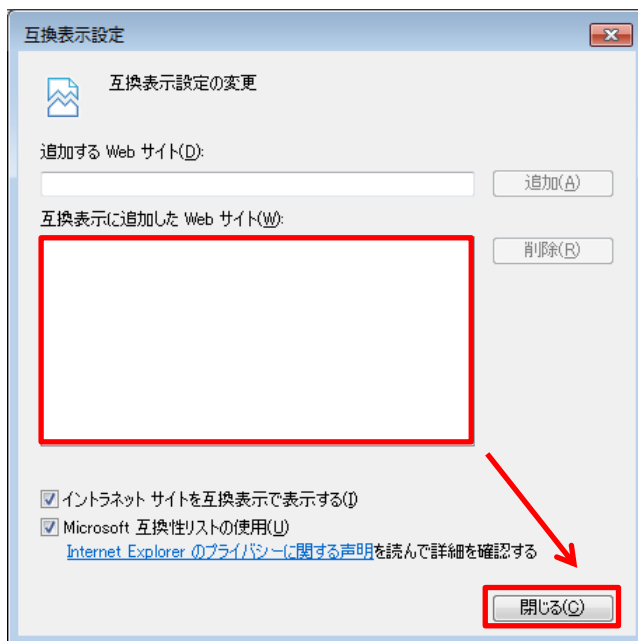 互換表示設定
互換表示設定の変更
追加する Web サイト(D):
追加(A)
互換表示に追加した Web サイト(W):
削除(R)
イントラネット サイトを互換表示で表示する(I)
Microsoft 互換性リストの使用(U)
Internet Explorer のプライバシーに関する声明を読んで詳細を確認する
閉じる(C)